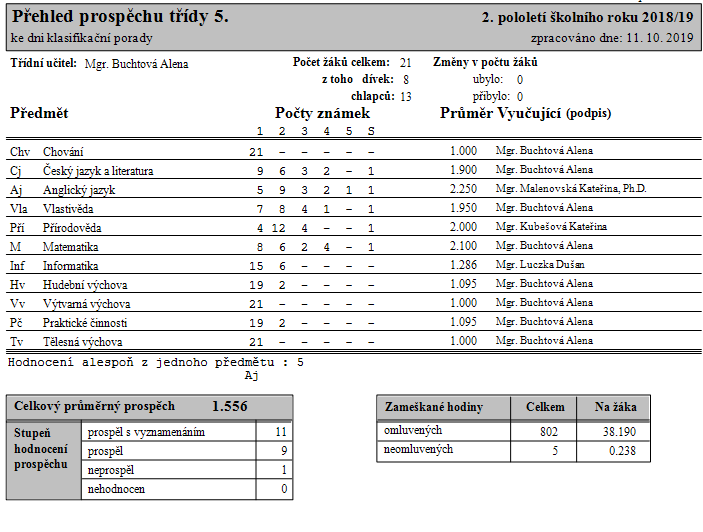 Přehled prospěchu třídy 5. 2. pololetí školního roku 2018/19
ke dni klasifikační porady zpracováno dne: 11. 10. 2019
Třídní učitel: Mgr. Buchtová Alena Počet žáků celkem: 21 Změny v počtu žáků
z toho dívek: 8 ubylo: 0
chlapců: 13 přibylo: 0
Předmět Počty známek Průměr Vyučující (podpis)
1 2 3 4 5 S
Chv Chování 21 – – – – – 1.000 Mgr. Buchtová Alena
Cj Český jazyk a literatura 9 6 3 2 – 1 1.900 Mgr. Buchtová Alena
Aj Anglický jazyk 5 9 3 2 1 1 2.250 Mgr. Malenovská Kateřina, Ph.D.
Vla Vlastivěda 7 8 4 1 – 1 1.950 Mgr. Buchtová Alena
Pří Přírodověda 4 12 4 – – 1 2.000 Mgr. Kubešová Kateřina
M Matematika 8 6 2 4 – 1 2.100 Mgr. Buchtová Alena
Inf Informatika 15 6 – – – – 1.286 Mgr. Luczka Dušan
Hv Hudební výchova 19 2 – – – – 1.095 Mgr. Buchtová Alena
Vv Výtvarná výchova 21 – – – – – 1.000 Mgr. Buchtová Alena
Pč Praktické činnosti 19 2 – – – – 1.095 Mgr. Buchtová Alena
Tv Tělesná výchova 21 – – – – – 1.000 Mgr. Buchtová Alena
Hodnocení alespoň z jednoho předmětu : 5
Aj
Celkový průměrný prospěch 1.556
Stupeň hodnocení prospěchu
prospěl s vyznamenáním 11
prospěl 9
neprospěl 1
nehodnocen 0
Zameškané hodiny Celkem Na žáka
omluvených 802 38.190
neomluvených 5 0.238